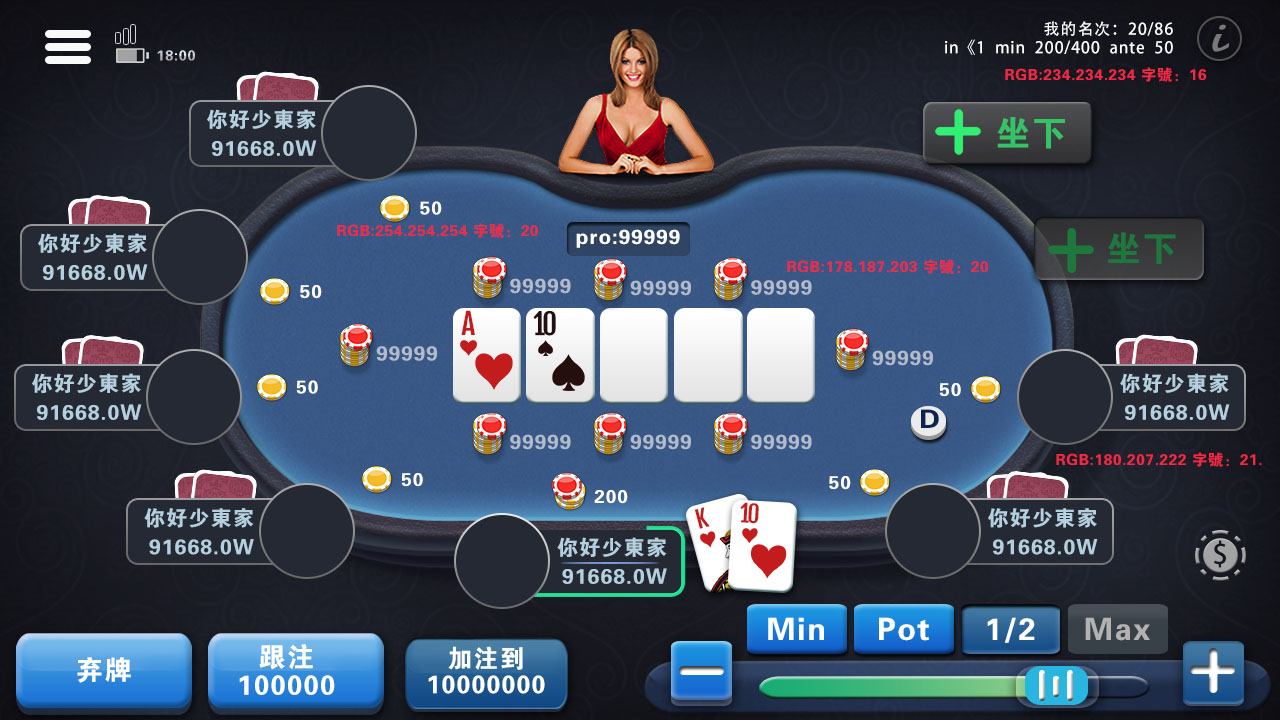 18:00
我的名次：20/86
in《1 min 200/400 ante 50
RGB:234.234.234 字號：16
你好少東家
91668.0W
坐下
50
RGB:254.254.254 字號：20
pro:99999
你好少東家
91668.0W
坐下
RGB:178.187.203 字號：20
99999
99999
99999
50
A
10
99999
99999
你好少東家
91668.0W
50
50
你好少東家
91668.0W
D
99999
99999
99999
RGB:180.207.222 字號：21.
50
200
50
你好少東家
91668.0W
你好少東家
91668.0W
K
10
你好少東家
91668.0W
$
Min
Pot
1/2
Max
弃牌
跟注
100000
加注到
10000000